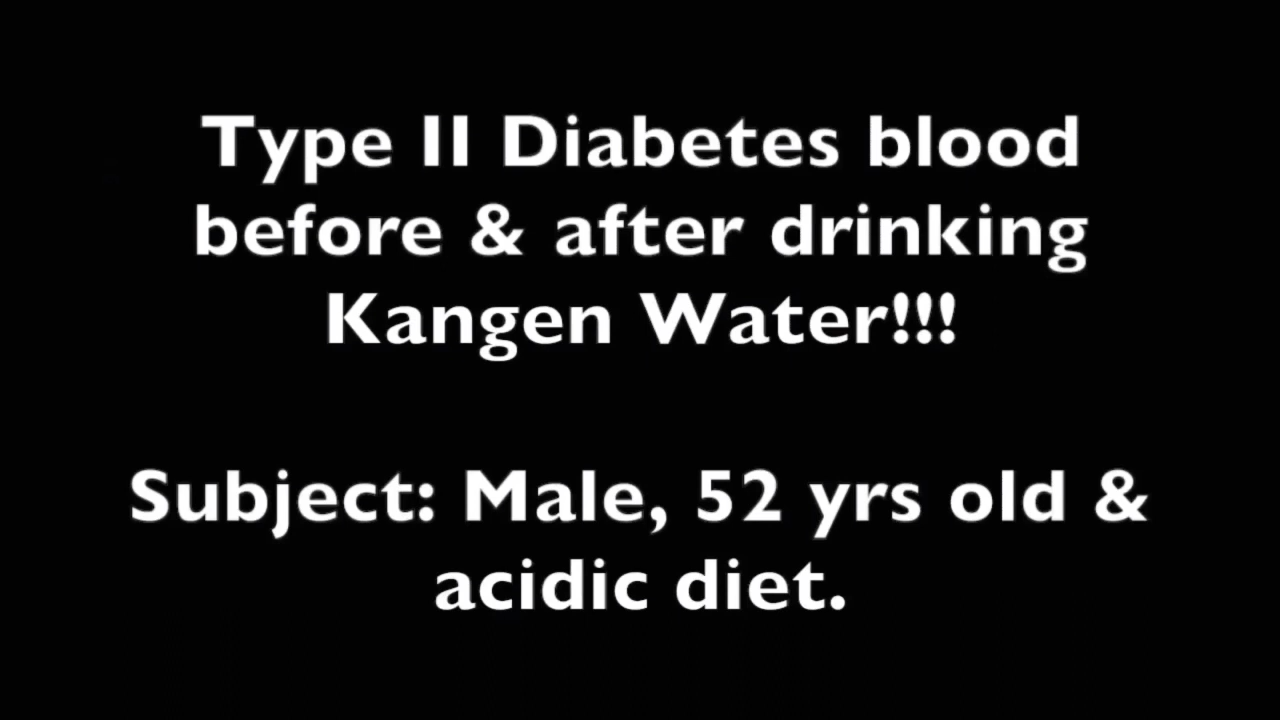 Type II Diabetes blood
before & after drinking
Kangen Water!!!
Subject: Male, 52 yrs old &
acidic diet.